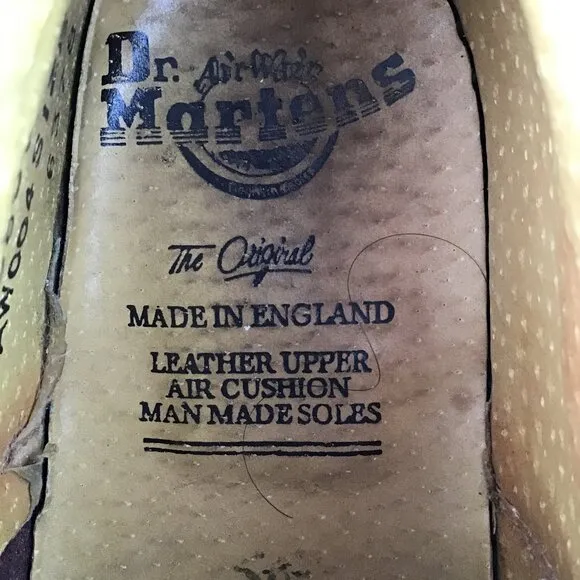 Dr. AirWair
Martens
The Original
MADE IN ENGLAND
LEATHER UPPER
AIR CUSHION
MAN MADE SOLES